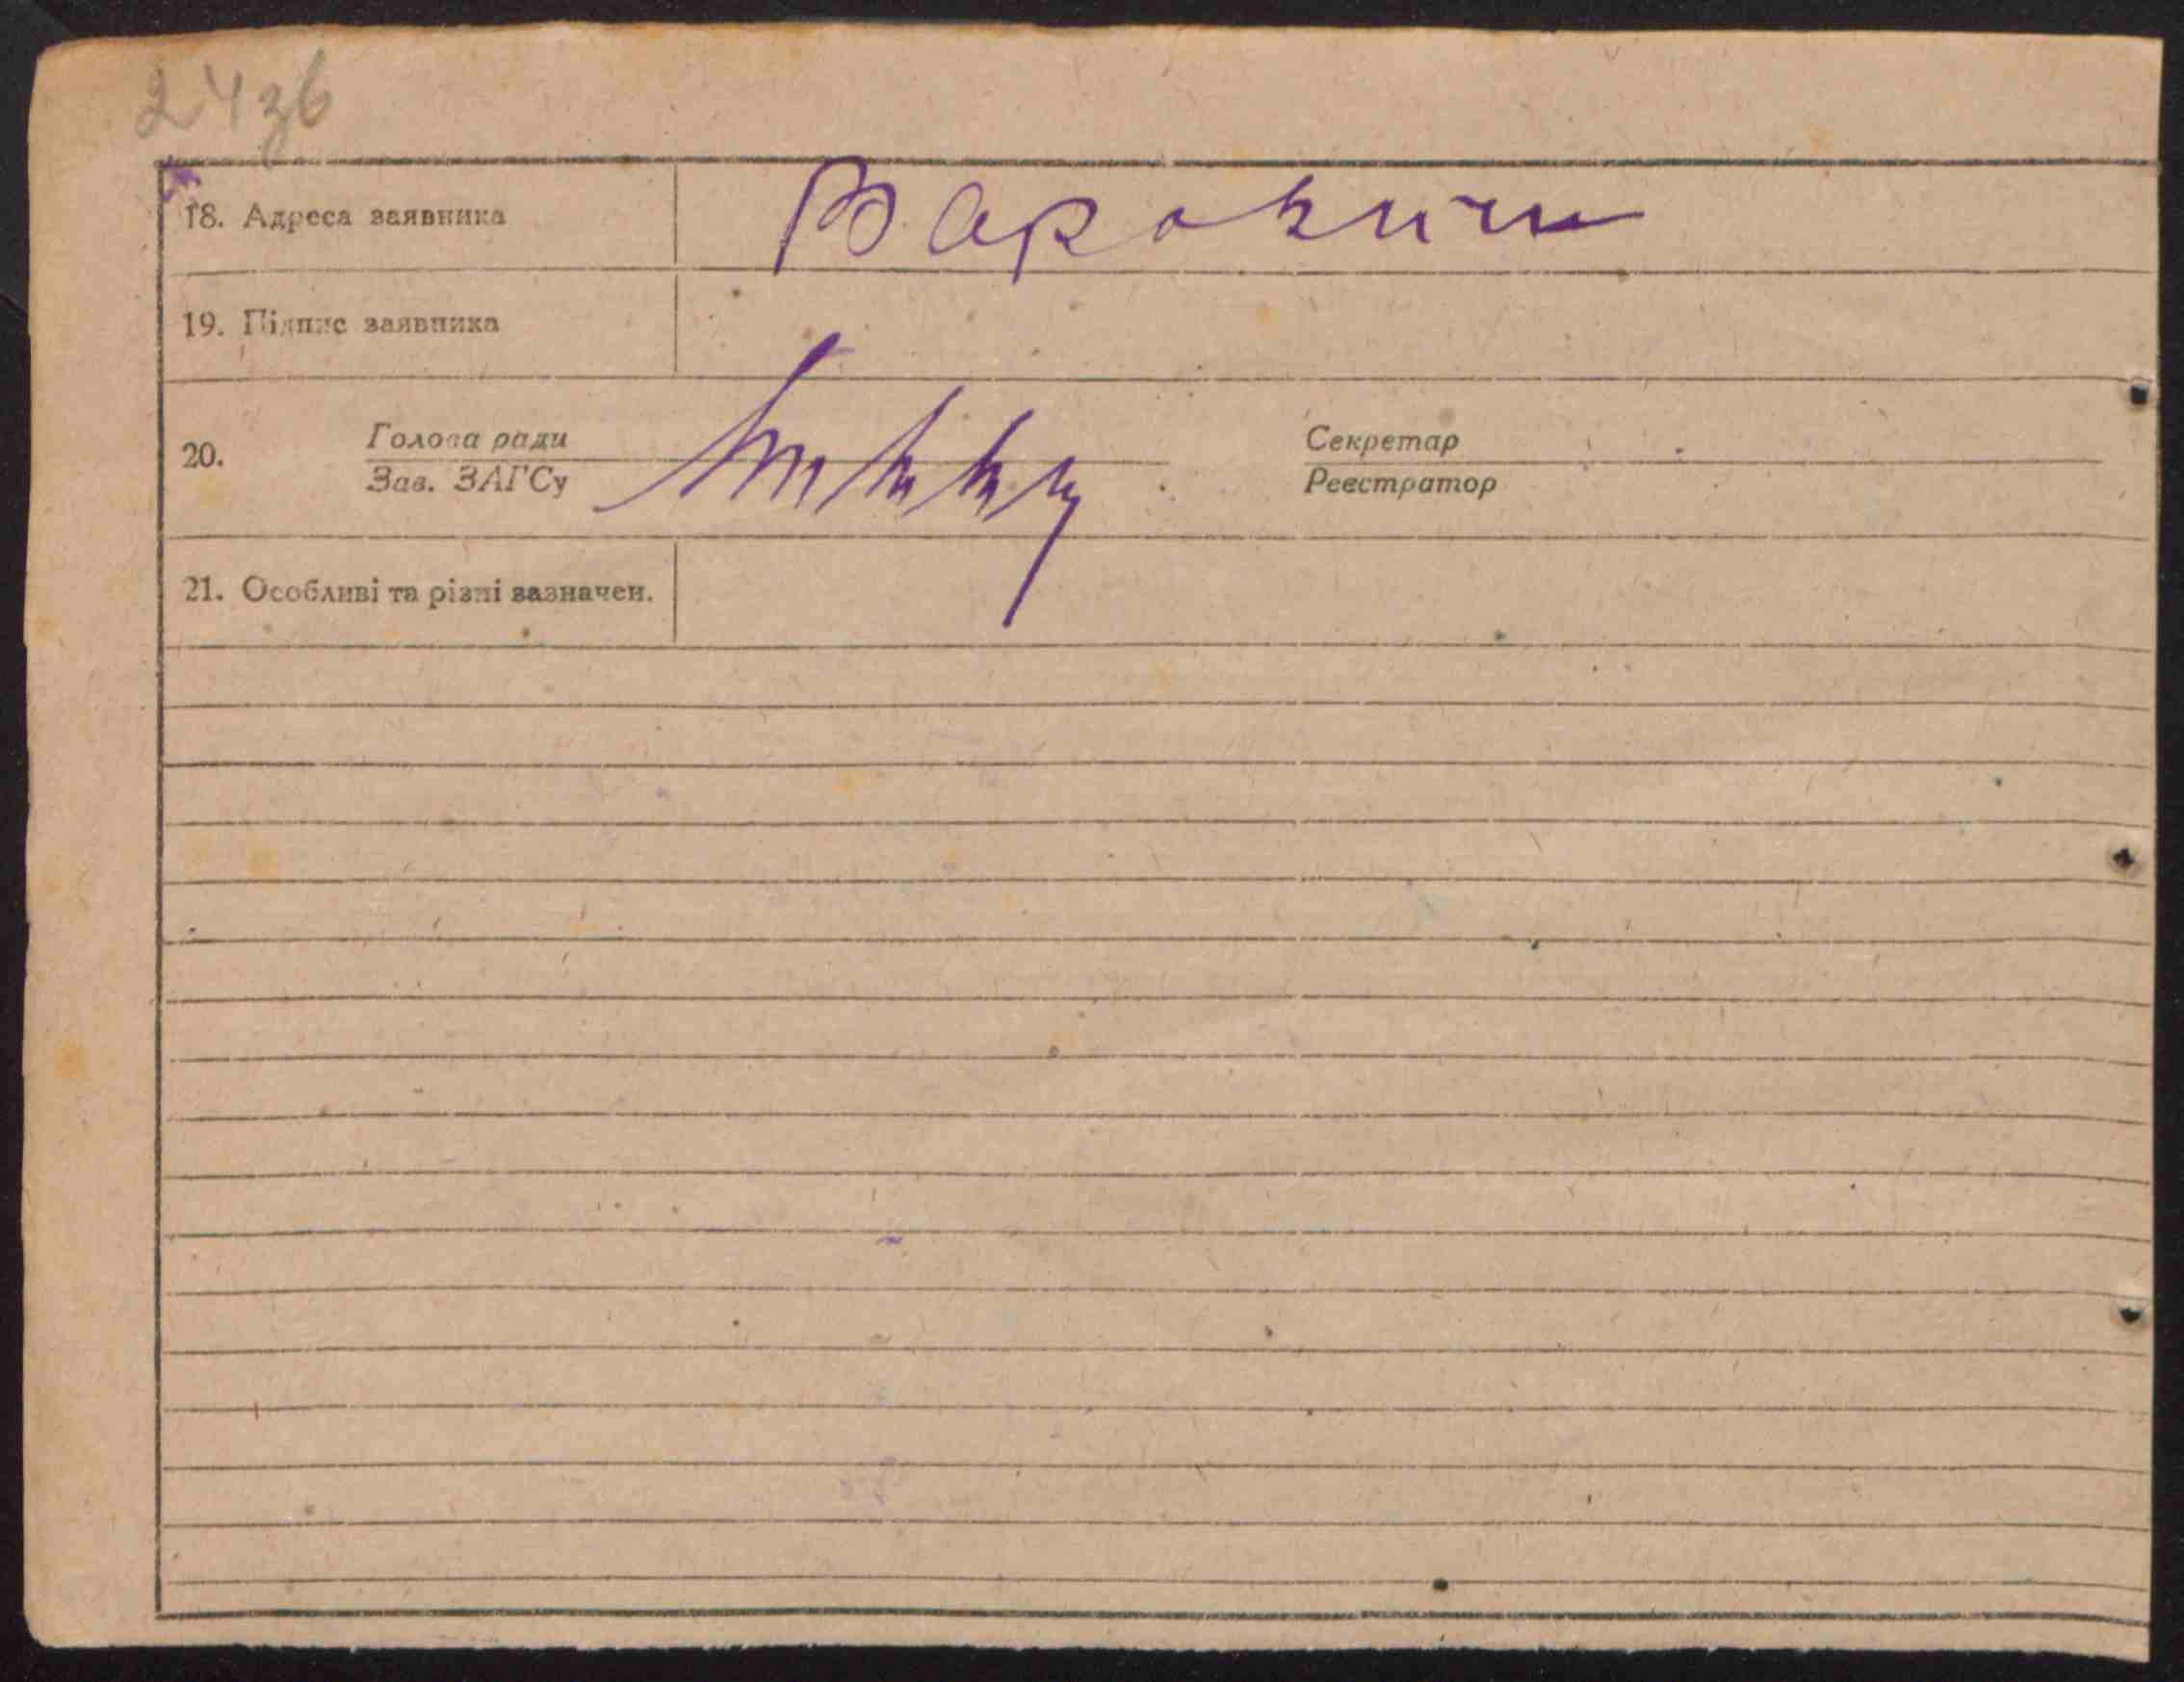 24зв
18. Адреса заявника Варовичи
19. Підпис заявника
20. Голова ради Секретар
Зав. ЗАГСу Реєстратор
21. Особливі та різні зазначен.